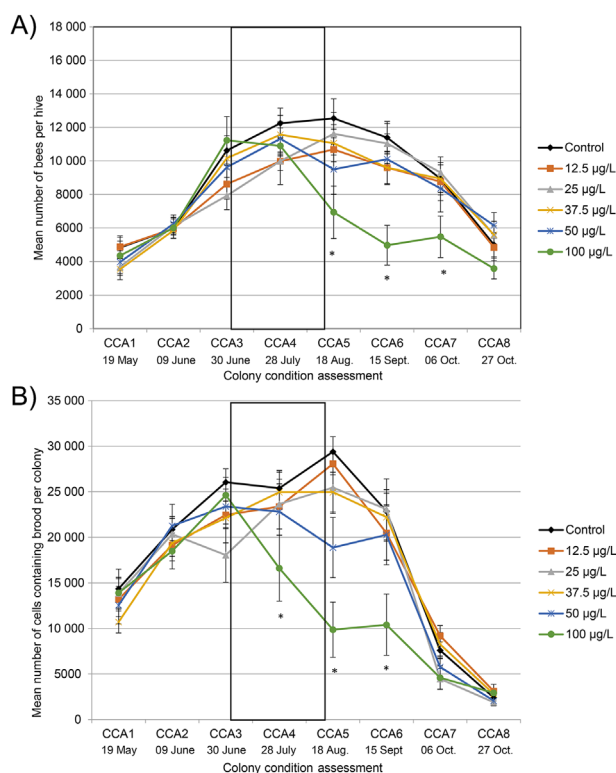 A)
Mean number of bees per hive
18 000
16 000
14 000
12 000
10 000
8000
6000
4000
2000
0
CCA1 CCA2 CCA3 CCA4 CCA5 CCA6 CCA7 CCA8
19 May 09 June 30 June 28 July 18 Aug. 15 Sept. 06 Oct. 27 Oct.
Colony condition assessment
* * *
Control
12.5 µg/L
25 µg/L
37.5 µg/L
50 µg/L
100 µg/L
B)
Mean number of cells containing brood per colony
35 000
30 000
25 000
20 000
15 000
10 000
5000
0
CCA1 CCA2 CCA3 CCA4 CCA5 CCA6 CCA7 CCA8
19 May 09 June 30 June 28 July 18 Aug. 15 Sept 06 Oct. 27 Oct.
Colony condition assessment
* * *
Control
12.5 µg/L
25 µg/L
37.5 µg/L
50 µg/L
100 µg/L